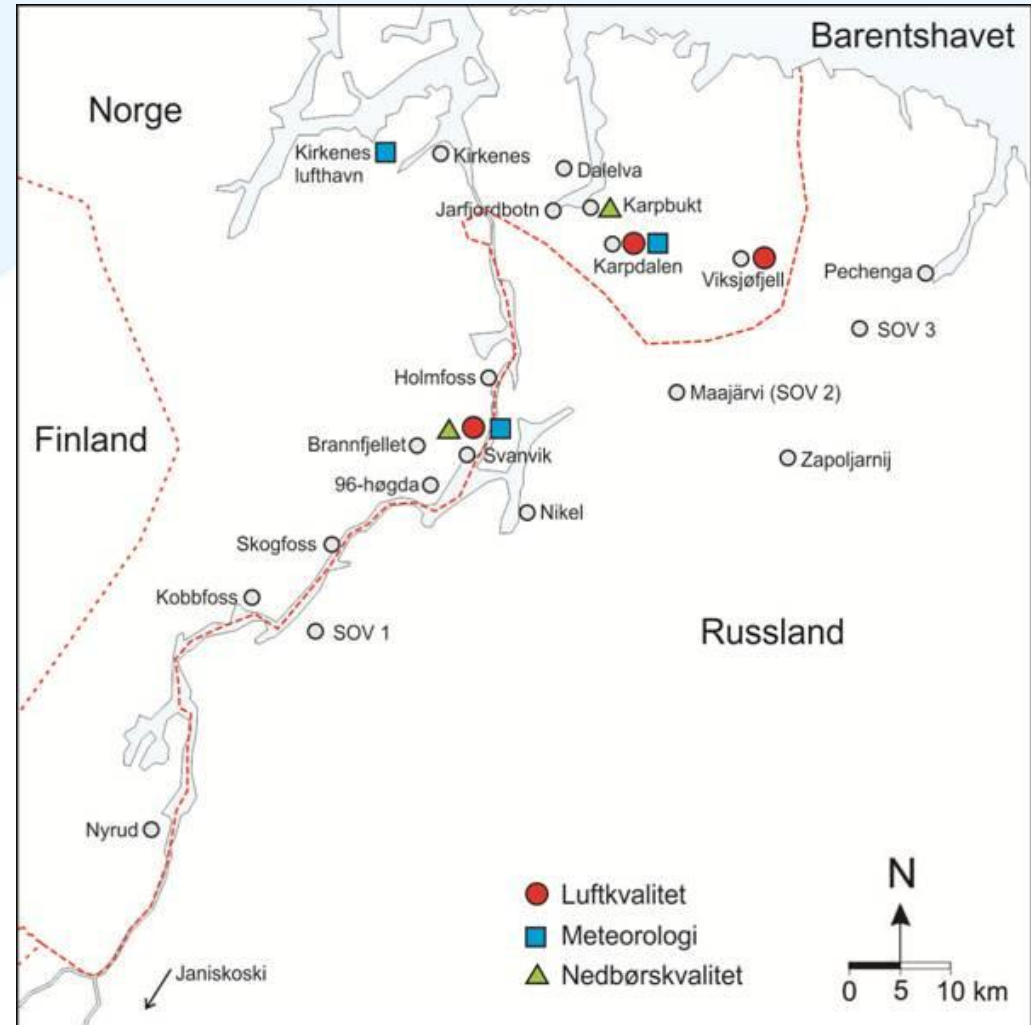 Barentshavet
Norge
Kirkenes
lufthavn
Kirkenes
Dalelva
Jarfjordbotn
Karpbukt
Karpdalen
Viksjøfjell
Pechenga
SOV 3
Holmfoss
Maajärvi (SOV 2)
Finland
Brannfjellet
Svanvik
Zapoljarnij
96-høgda
Nikel
Skogfoss
Kobbfoss
SOV 1
Russland
Nyrud
N
Luftkvalitet
Meteorologi
Nedbørskvalitet
Janiskoski
0 5 10 km